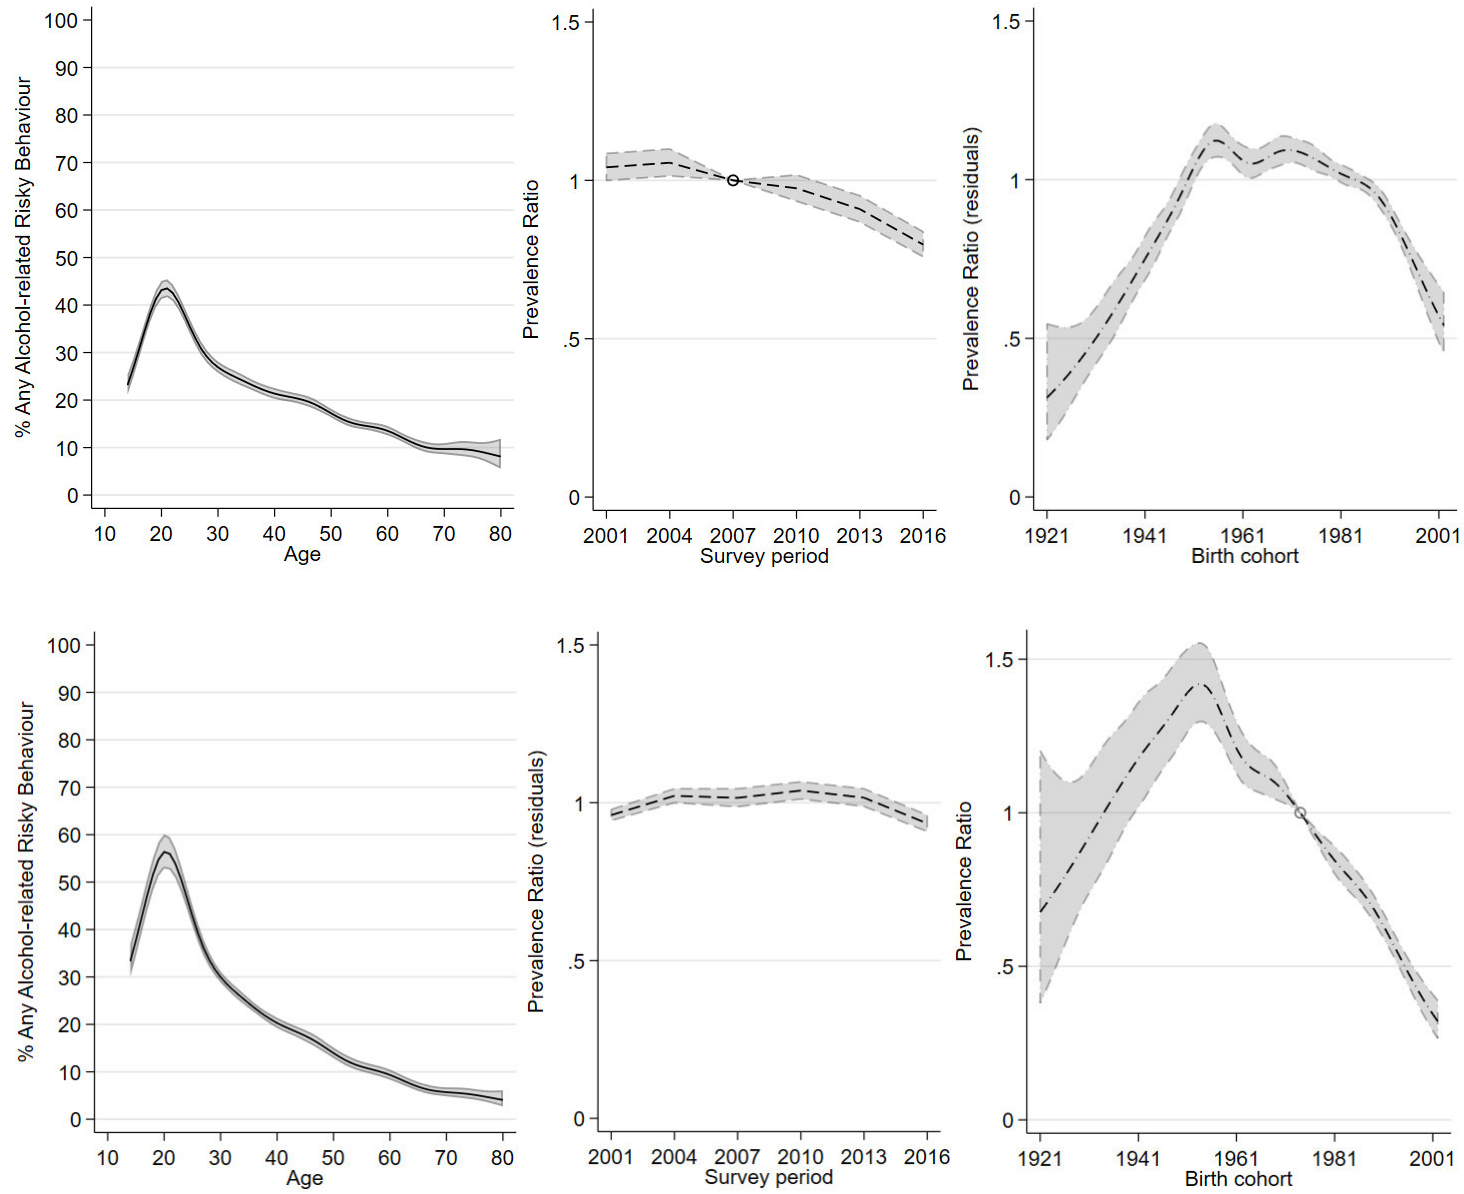 % Any Alcohol-related Risky Behaviour
100
90
80
70
60
50
40
30
20
10
0
10 20 30 40 50 60 70 80
Age
Prevalence Ratio
1.5
1
.5
0
2001 2004 2007 2010 2013 2016
Survey period
Prevalence Ratio (residuals)
1.5
1
.5
0
1921 1941 1961 1981 2001
Birth cohort
% Any Alcohol-related Risky Behaviour
100
90
80
70
60
50
40
30
20
10
0
10 20 30 40 50 60 70 80
Age
Prevalence Ratio (residuals)
1.5
1
.5
0
2001 2004 2007 2010 2013 2016
Survey period
Prevalence Ratio
1.5
1
.5
0
1921 1941 1961 1981 2001
Birth cohort